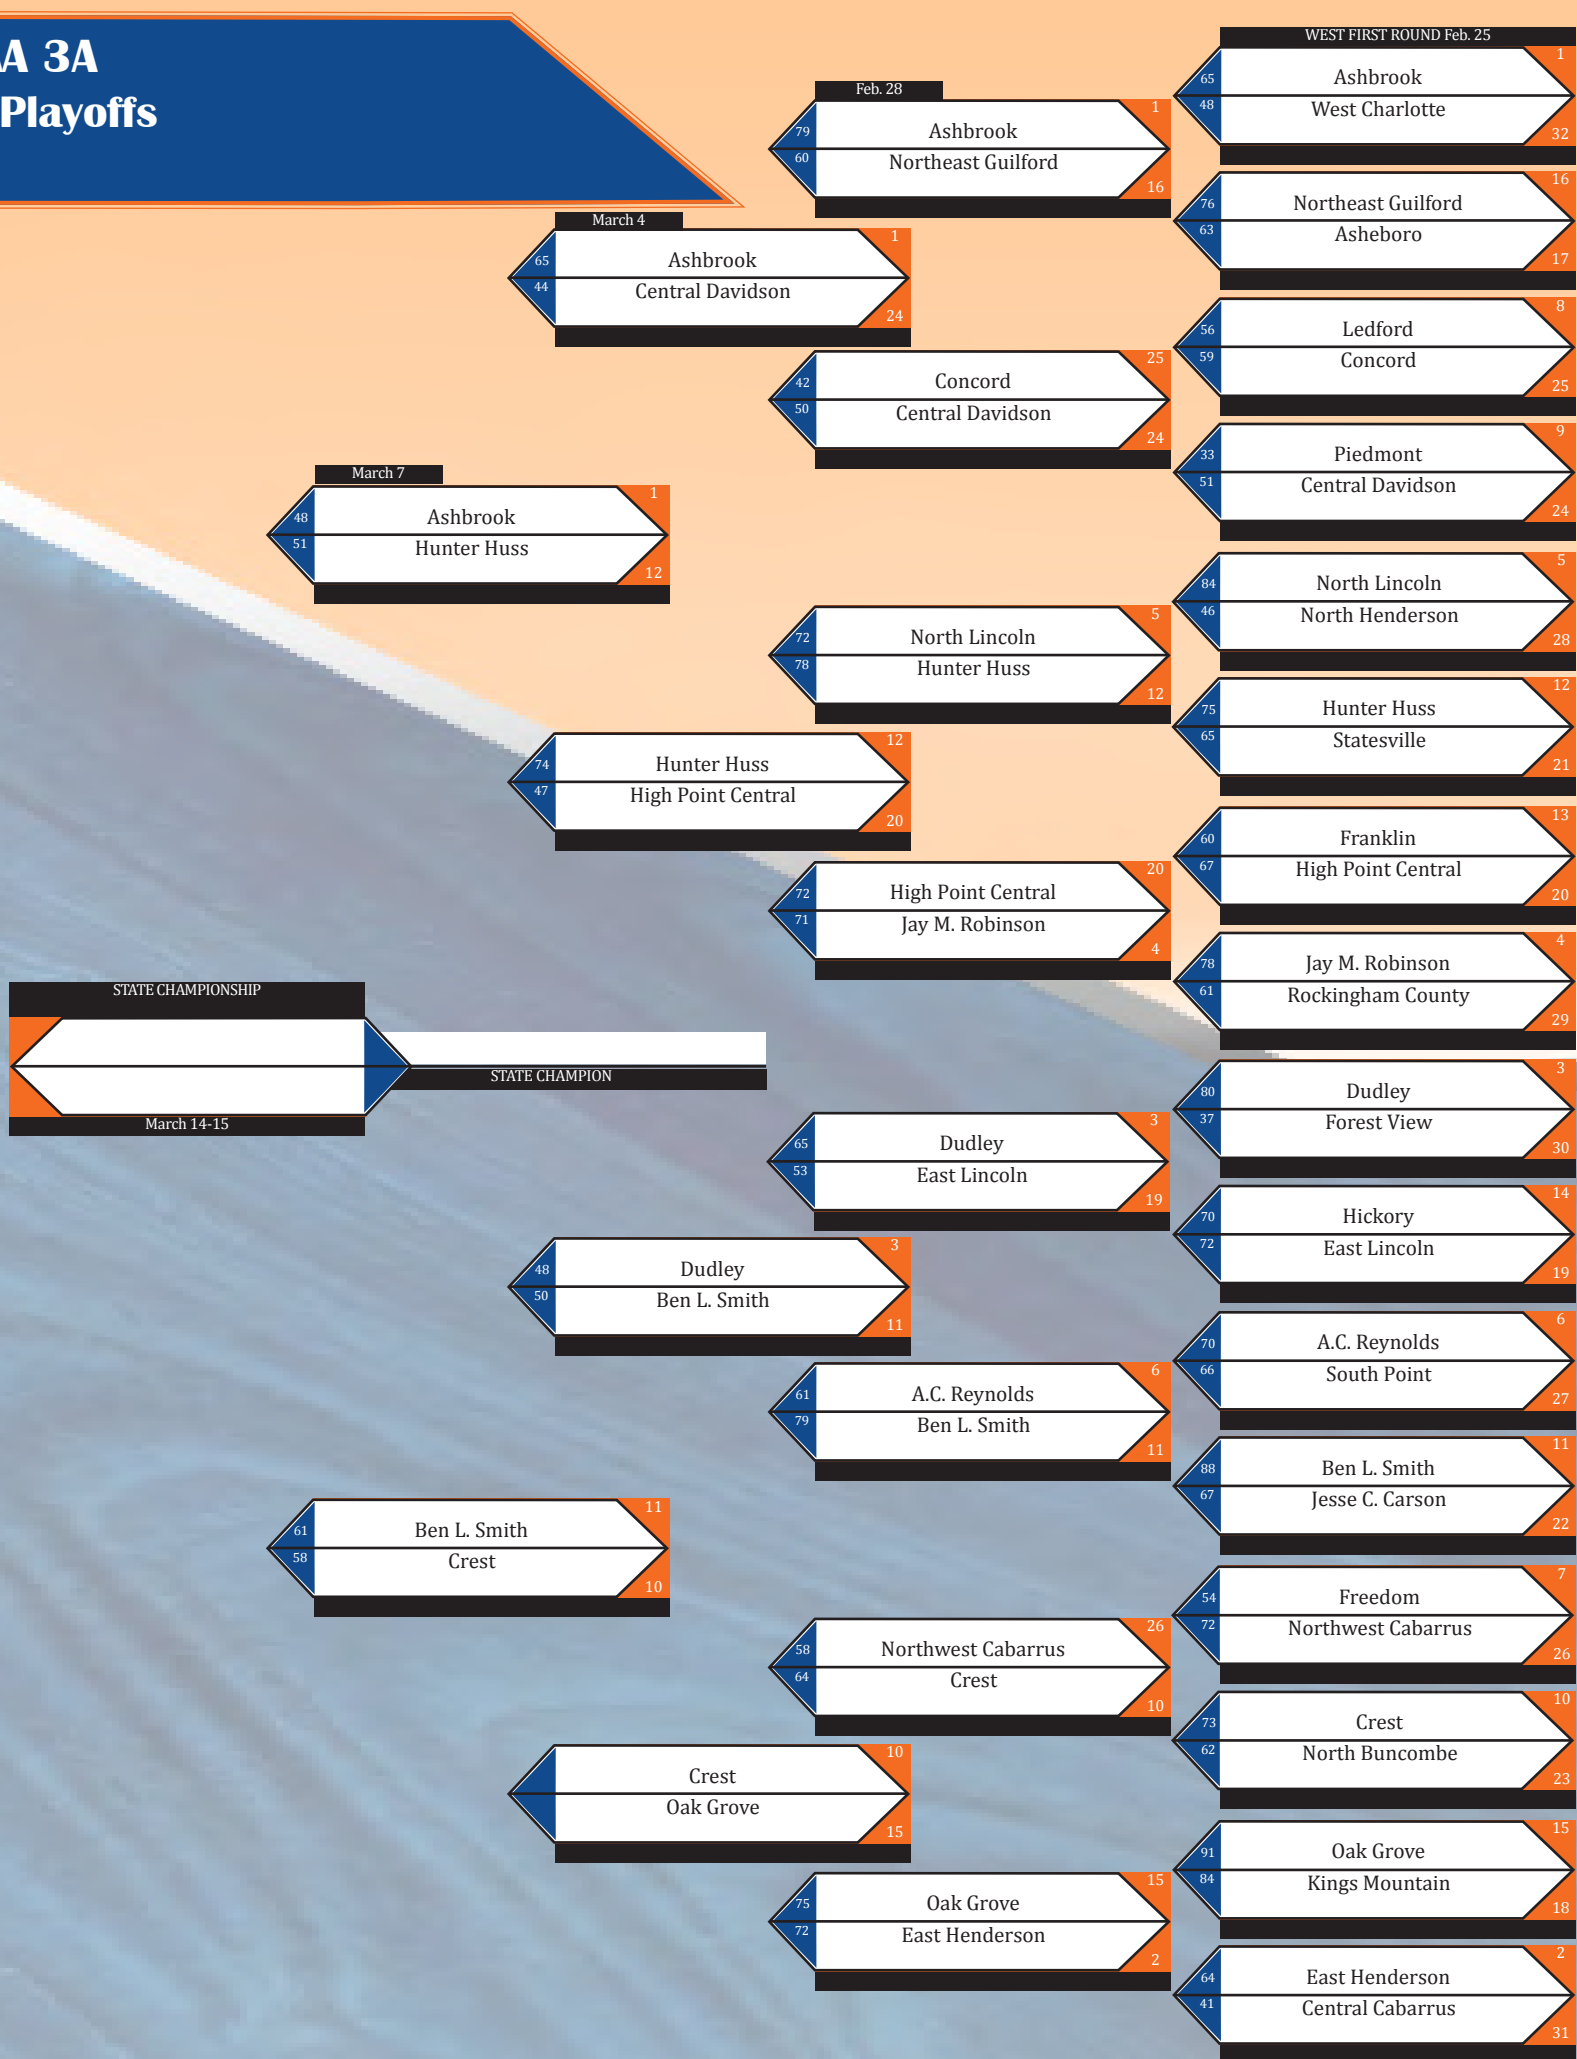 A 3A
Playoffs
WEST FIRST ROUND Feb. 25
1
65
Ashbrook
48
West Charlotte
32
16
76
Northeast Guilford
63
Asheboro
17
8
56
Ledford
59
Concord
25
9
33
Piedmont
51
Central Davidson
24
5
84
North Lincoln
46
North Henderson
28
12
75
Hunter Huss
65
Statesville
21
13
60
Franklin
67
High Point Central
20
4
78
Jay M. Robinson
61
Rockingham County
29
3
80
Dudley
37
Forest View
30
14
70
Hickory
72
East Lincoln
19
6
70
A.C. Reynolds
66
South Point
27
11
88
Ben L. Smith
67
Jesse C. Carson
22
7
54
Freedom
72
Northwest Cabarrus
26
10
73
Crest
62
North Buncombe
23
15
91
Oak Grove
84
Kings Mountain
18
2
64
East Henderson
41
Central Cabarrus
31
Feb. 28
1
79
Ashbrook
60
Northeast Guilford
16
25
42
Concord
50
Central Davidson
24
5
72
North Lincoln
78
Hunter Huss
12
20
72
High Point Central
71
Jay M. Robinson
4
3
65
Dudley
53
East Lincoln
19
6
61
A.C. Reynolds
79
Ben L. Smith
11
26
58
Northwest Cabarrus
64
Crest
10
15
75
Oak Grove
72
East Henderson
2
March 4
1
65
Ashbrook
44
Central Davidson
24
12
74
Hunter Huss
47
High Point Central
20
3
48
Dudley
50
Ben L. Smith
11
10
Crest
Oak Grove
15
March 7
1
48
Ashbrook
51
Hunter Huss
12
11
61
Ben L. Smith
58
Crest
10
STATE CHAMPIONSHIP
STATE CHAMPION
March 14-15